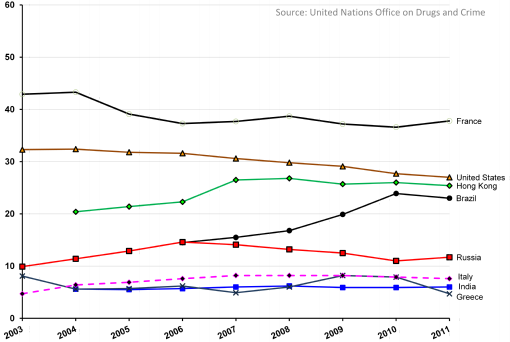 Source: United Nations Office on Drugs and Crime
60
50
40
30
20
10
0
France
United States
Hong Kong
Brazil
Russia
Italy
India
Greece
2003
2004
2005
2006
2007
2008
2009
2010
2011